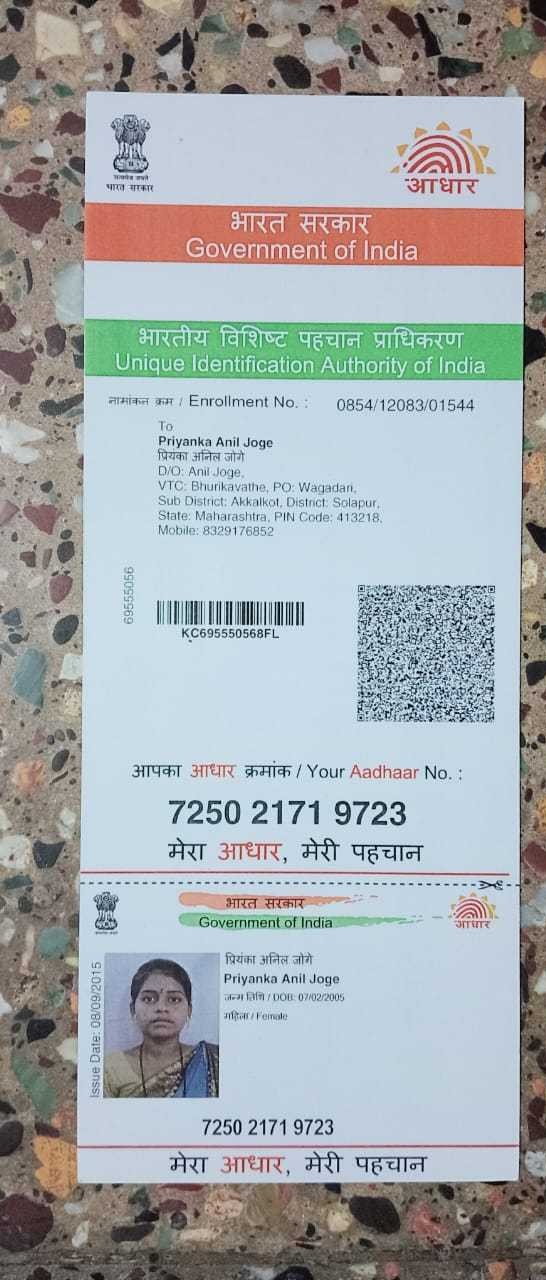 सत्यमेव जयते
भारत सरकार
आधार
भारत सरकार
Government of India
भारतीय विशिष्ट पहचान प्राधिकरण
Unique Identification Authority of India
नामांकन क्रम / Enrollment No. : 0854/12083/01544
To
Priyanka Anil Joge
प्रियंका अनिल जोगे
D/O: Anil Joge,
VTC: Bhurikavathe, PO: Wagadari,
Sub District: Akkalkot, District: Solapur,
State: Maharashtra, PIN Code: 413218,
Mobile: 8329176852
69555056
KC695550568FL
आपका आधार क्रमांक / Your Aadhaar No. :
7250 2171 9723
मेरा आधार, मेरी पहचान
भारत सरकार
Government of India
आधार
Issue Date: 08/09/2015
प्रियंका अनिल जोगे
Priyanka Anil Joge
जन्म तिथि / DOB: 07/02/2005
महिला / Female
7250 2171 9723
मेरा आधार, मेरी पहचान